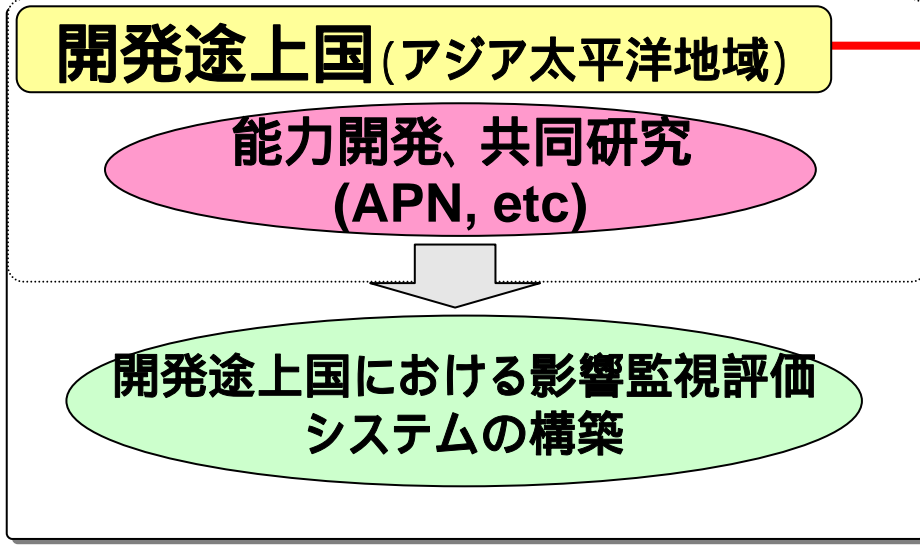 開発途上国(アジア太平洋地域)
能力開発、共同研究
(APN, etc)
開発途上国における影響監視評価
システムの構築